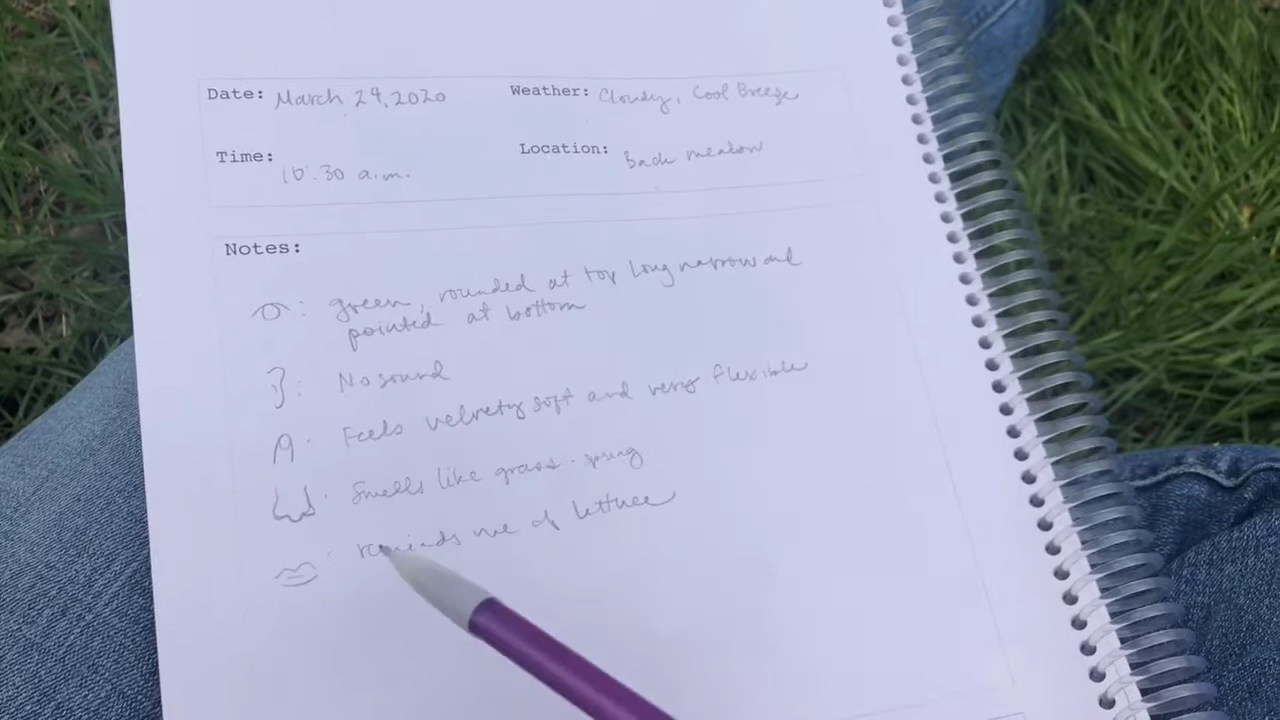 Date: March 29, 2020
Weather: Cloudy, Cool Breeze
Time: 10:30 a.m.
Location: Back meadow
Notes:
: green, rounded at top long narrow and
pointed at bottom
: No sound
: Feels velvety soft and very flexible
: Smells like grass - spring
: reminds me of lettuce